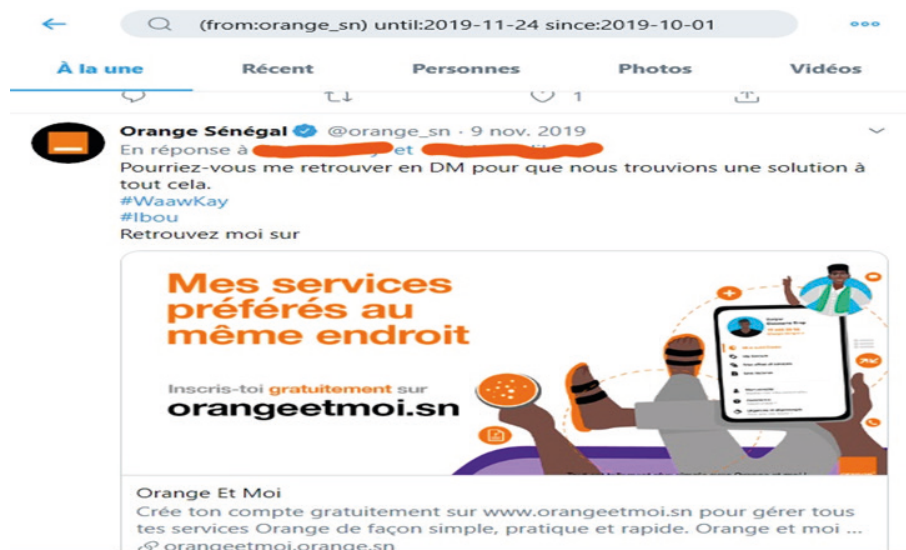 (from:orange_sn) until:2019-11-24 since:2019-10-01
À la une Récent Personnes Photos Vidéos
1
Orange Sénégal @orange_sn · 9 nov. 2019
En réponse à et
Pourriez-vous me retrouver en DM pour que nous trouvions une solution à
tout cela.
#WaawKay
#Ibou
Retrouvez moi sur
Mes services
préférés au
même endroit
Inscris-toi gratuitement sur
orangeetmoi.sn
Orange Et Moi
Crée ton compte gratuitement sur www.orangeetmoi.sn pour gérer tous
tes services Orange de façon simple, pratique et rapide. Orange et moi ...
orangeetmoi.orange.sn